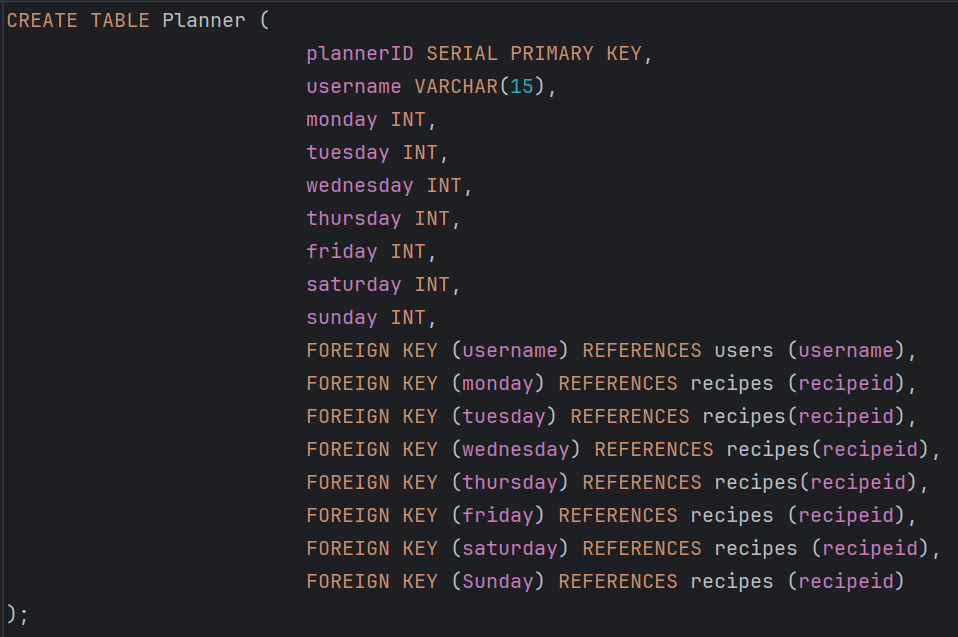 CREATE TABLE Planner (
plannerID SERIAL PRIMARY KEY,
username VARCHAR(15),
monday INT,
tuesday INT,
wednesday INT,
thursday INT,
friday INT,
saturday INT,
sunday INT,
FOREIGN KEY (username) REFERENCES users (username),
FOREIGN KEY (monday) REFERENCES recipes (recipeid),
FOREIGN KEY (tuesday) REFERENCES recipes(recipeid),
FOREIGN KEY (wednesday) REFERENCES recipes(recipeid),
FOREIGN KEY (thursday) REFERENCES recipes(recipeid),
FOREIGN KEY (friday) REFERENCES recipes (recipeid),
FOREIGN KEY (saturday) REFERENCES recipes (recipeid),
FOREIGN KEY (Sunday) REFERENCES recipes (recipeid)
);